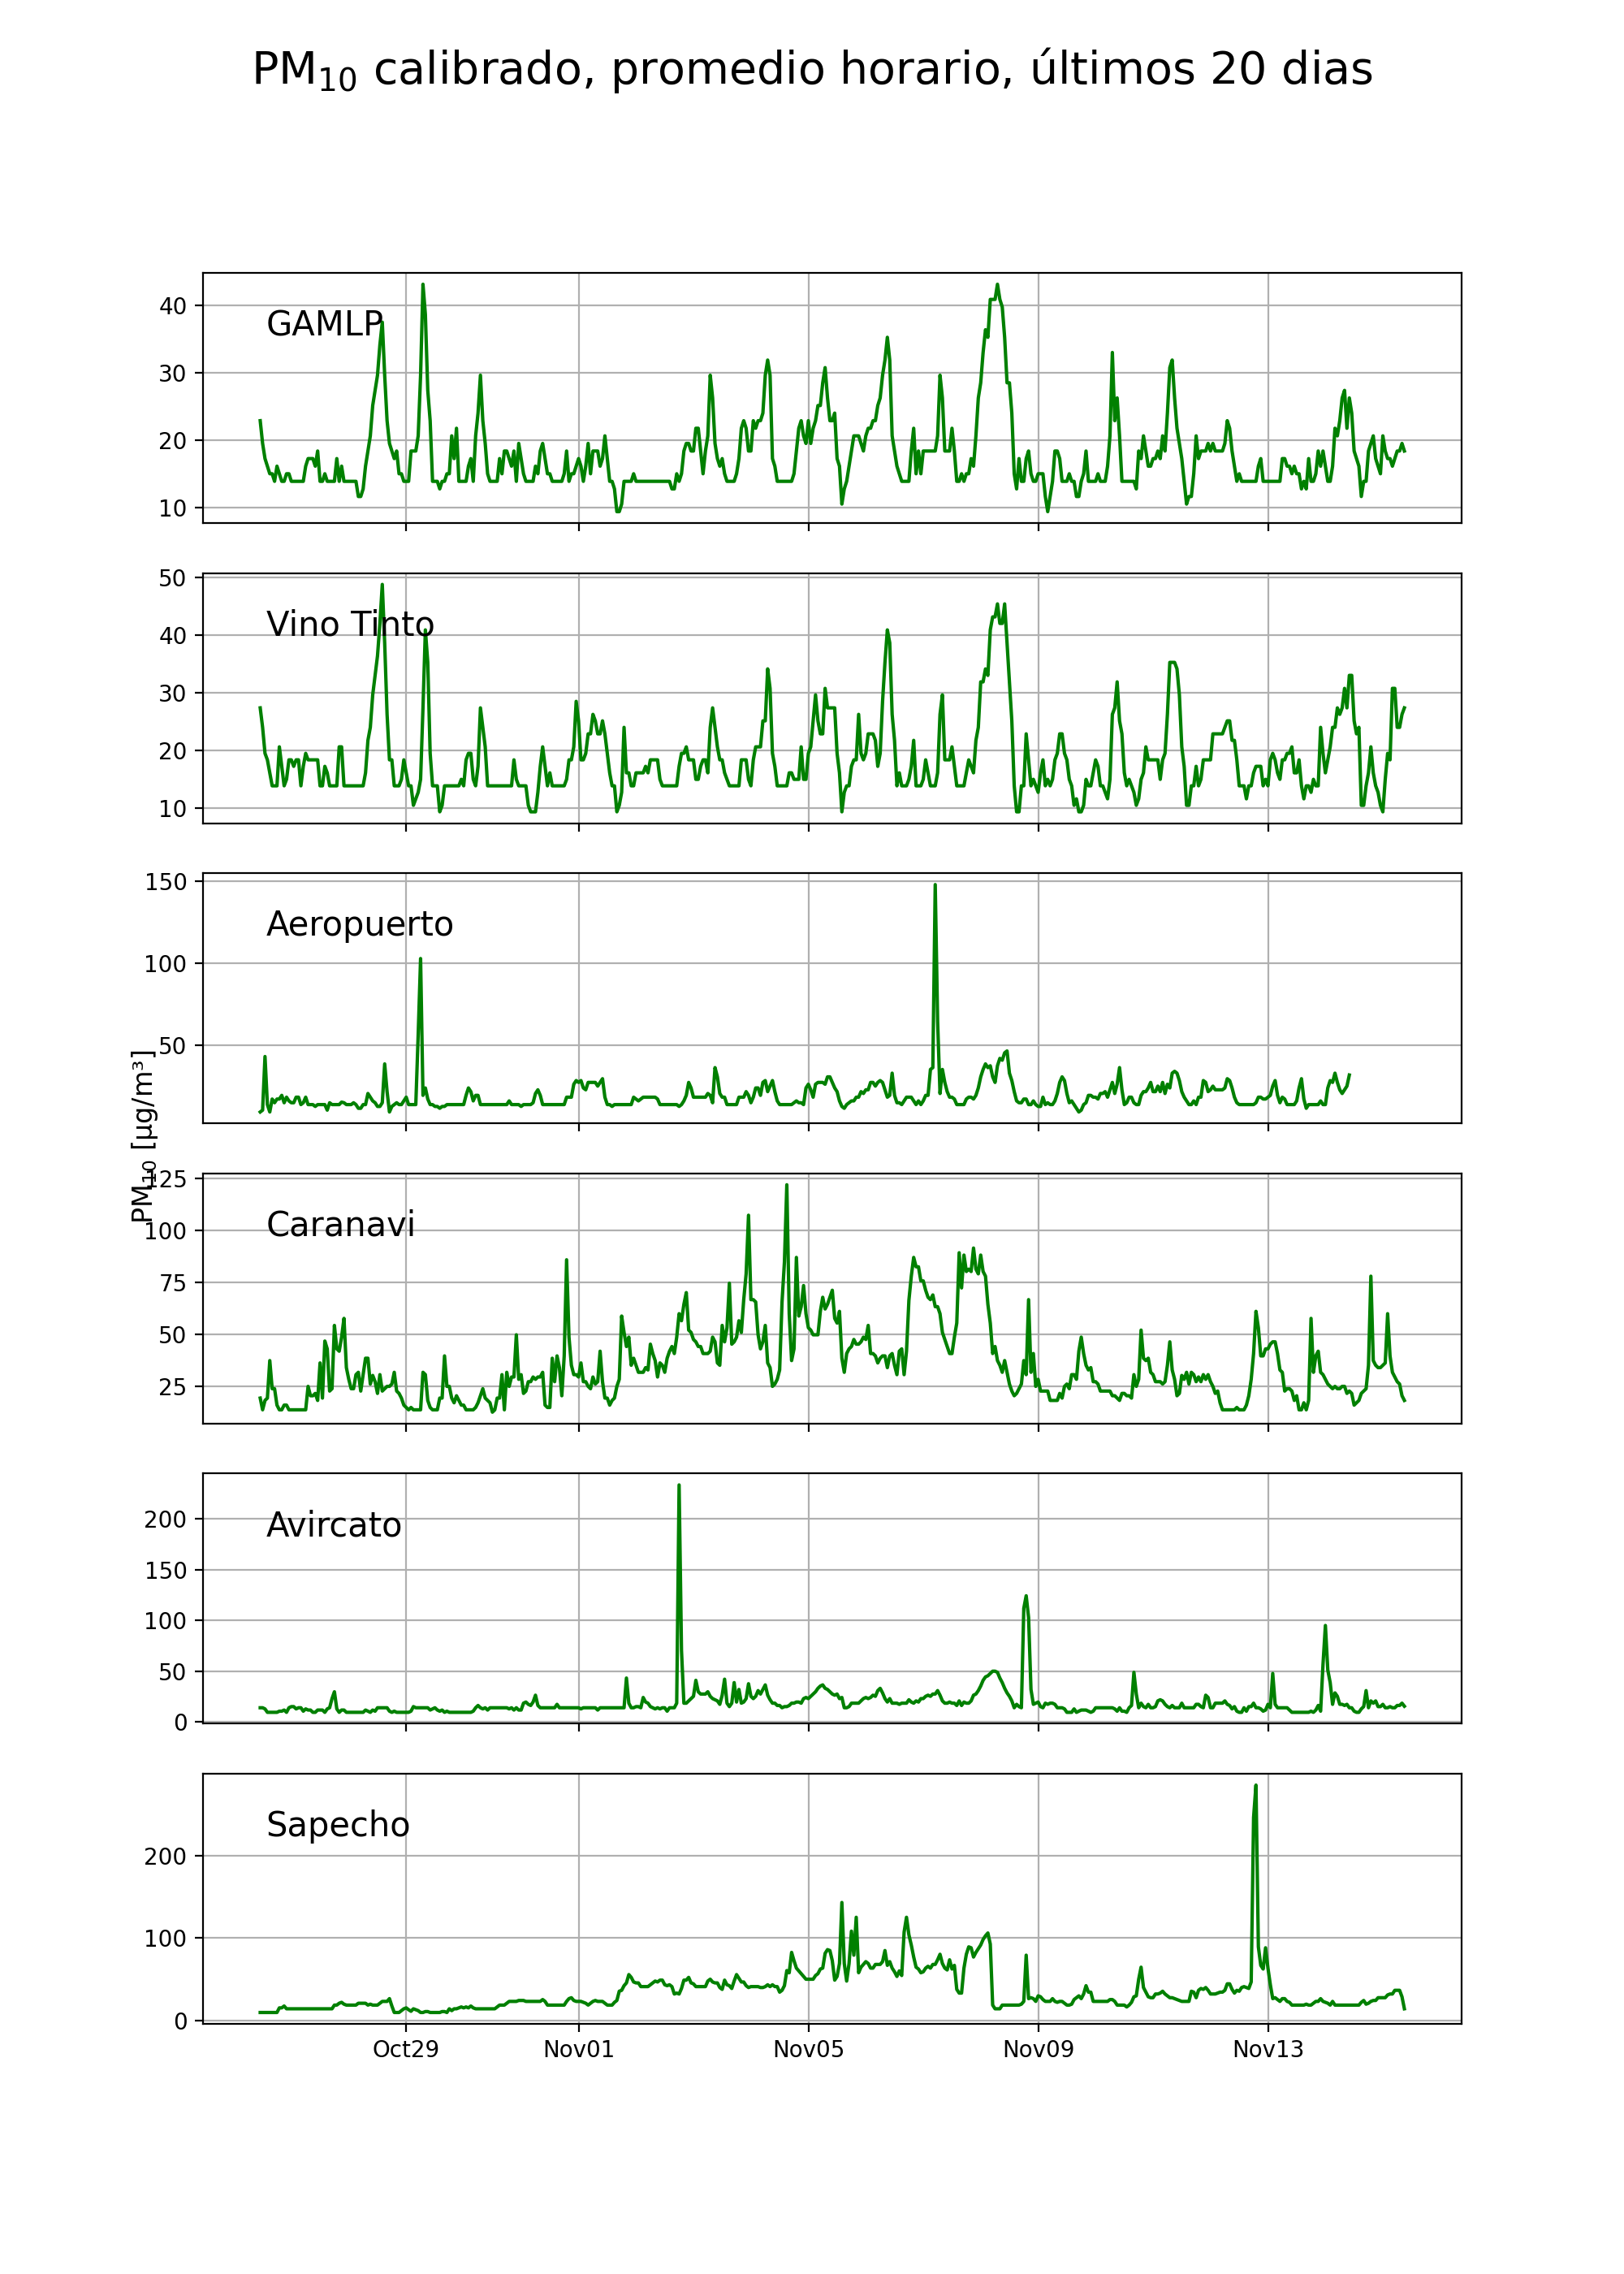 PM₁₀ calibrado, promedio horario, últimos 20 dias
PM₁₀ [µg/m³]
GAMLP
40
30
20
10
Vino Tinto
50
40
30
20
10
Aeropuerto
150
100
50
Caranavi
125
100
75
50
25
Avircato
200
150
100
50
0
Sapecho
200
100
0
Oct29 Nov01 Nov05 Nov09 Nov13